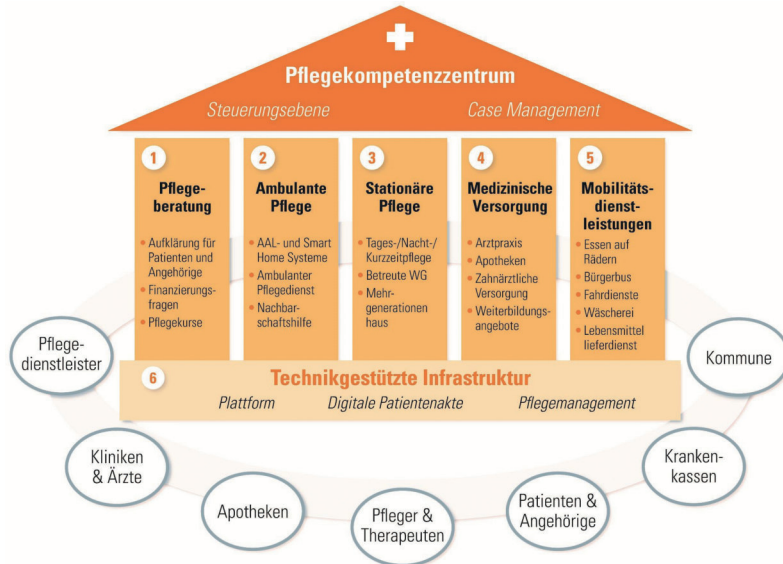 Pflegekompetenzzentrum
Steuerungsebene
Case Management
1
Pflege-
beratung
• Aufklärung für
Patienten und
Angehörige
• Finanzierungs-
fragen
• Pflegekurse
2
Ambulante
Pflege
• AAL- und Smart
Home Systeme
• Ambulanter
Pflegedienst
• Nachbar-
schaftshilfe
3
Stationäre
Pflege
• Tages-/Nacht-/
Kurzzeitpflege
• Betreute WG
• Mehr-
generationen
haus
4
Medizinische
Versorgung
• Arztpraxis
• Apotheken
• Zahnärztliche
Versorgung
• Weiterbildungs-
angebote
5
Mobilitäts-
dienst-
leistungen
• Essen auf
Rädern
• Bürgerbus
• Fahrdienste
• Wäscherei
• Lebensmittel
lieferdienst
6
Technikgestützte Infrastruktur
Plattform
Digitale Patientenakte
Pflegemanagement
Pflege-
dienstleister
Kliniken
& Ärzte
Apotheken
Pfleger &
Therapeuten
Patienten &
Angehörige
Kranken-
kassen
Kommune